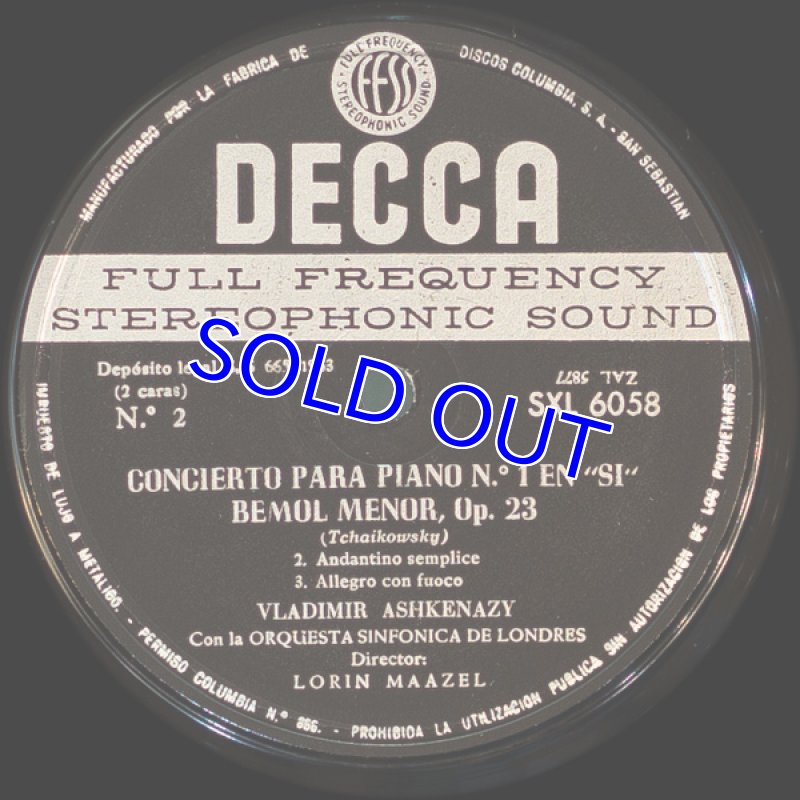 MANUFACTURADO POR LA FABRICA DE
DISCOS COLUMBIA, S. A. - SAN SEBASTIAN
FULL FREQUENCY
FFSS
STEREOPHONIC SOUND
DECCA
FULL FREQUENCY
STEREOPHONIC SOUND
Depósito
(2 caras)
N.º 2
ZAL 5877
SXL 6058
SOLD OUT
CONCIERTO PARA PIANO N.º 1 EN "SI"
BEMOL MENOR, Op. 23
(Tchaikowsky)
2. Andantino semplice
3. Allegro con fuoco
VLADIMIR ASHKENAZY
Con la ORQUESTA SINFONICA DE LONDRES
Director:
LORIN MAAZEL
IMPUESTO DE LUJO A METALICO. - PERMISO COLUMBIA N.º 866. - PROHIBIDA LA UTILIZACION PUBLICA SIN AUTORIZACION DE LOS PROPIETARIOS